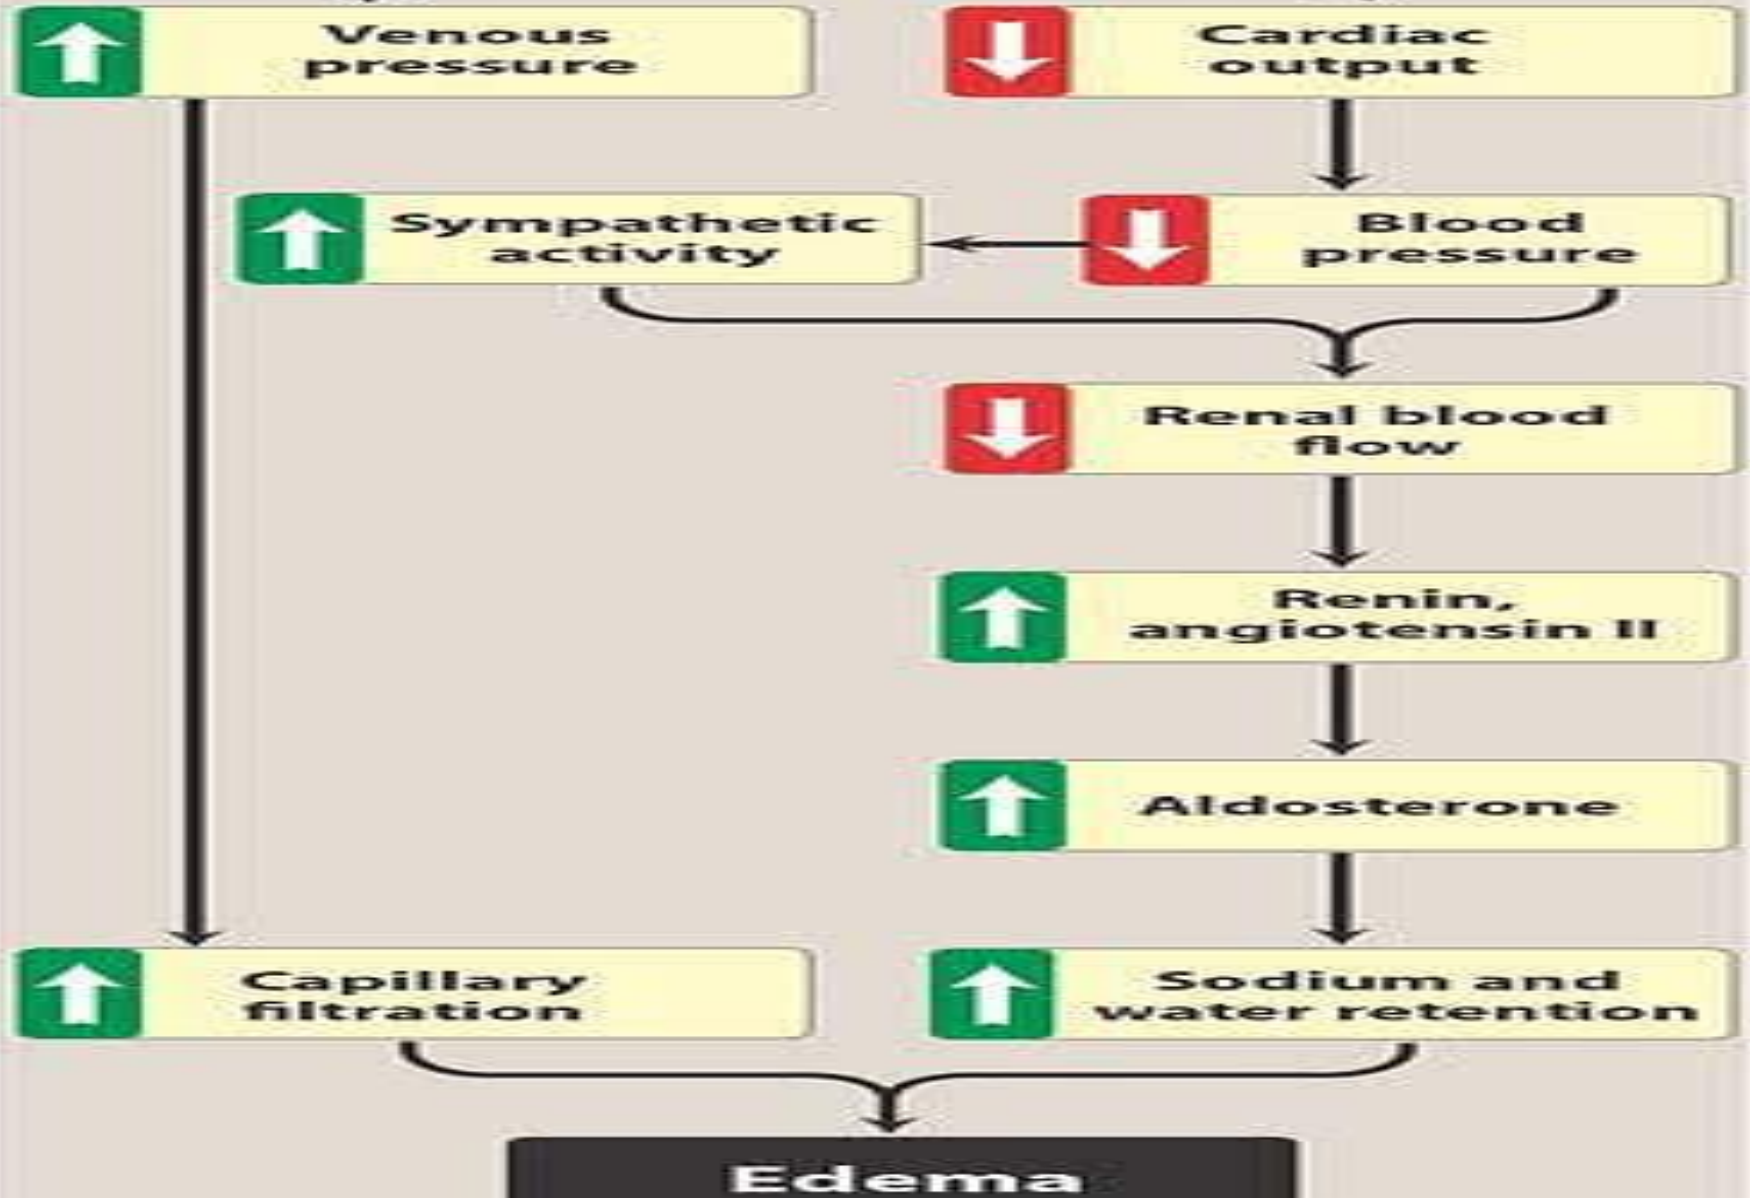 Venous
pressure
Cardiac
output
Sympathetic
activity
Blood
pressure
Renal blood
flow
Renin,
angiotensin II
Aldosterone
Capillary
filtration
Sodium and
water retention
Edema